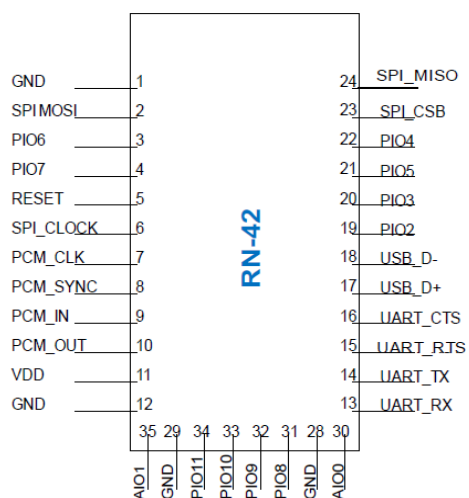 GND 1 24 SPI_MISO
SPIMOSI 2 23 SPI_CSB
PIO6 3 22 PIO4
PIO7 4 21 PIO5
RESET 5 20 PIO3
SPI_CLOCK 6 19 PIO2
PCM_CLK 7 18 USB_D-
PCM_SYNC 8 17 USB_D+
PCM_IN 9 16 UART_CTS
PCM_OUT 10 15 UART_RTS
VDD 11 14 UART_TX
GND 12 13 UART_RX
RN-42
35 29 34 33 32 31 28 30
AIO1 GND PIO11 PIO10 PIO9 PIO8 GND AIO0